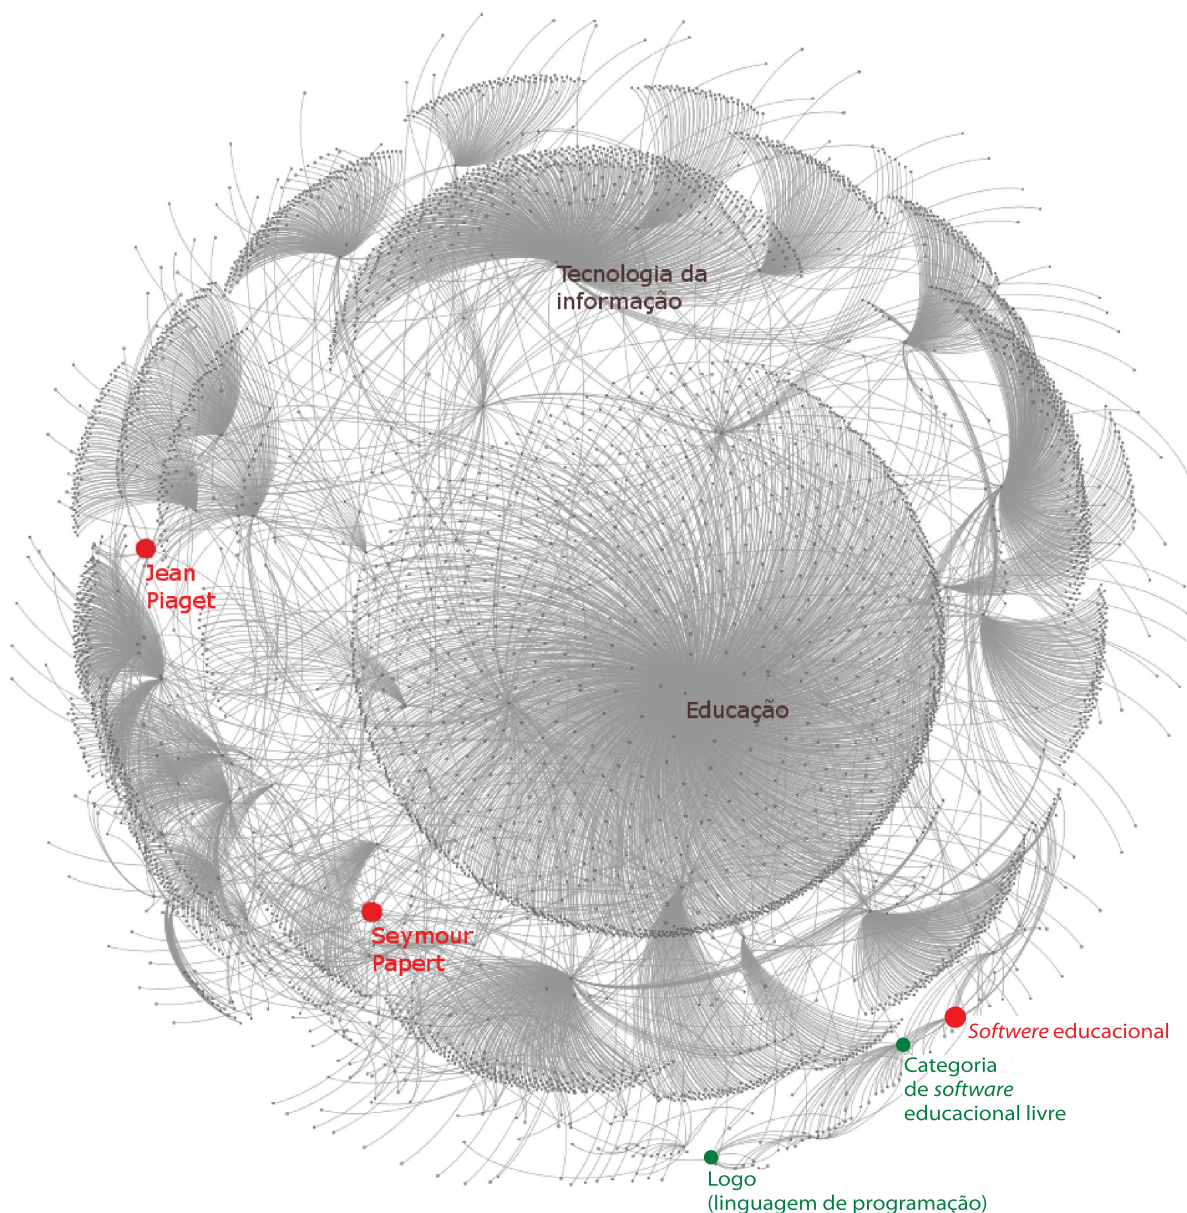 Tecnologia da
informação
Jean
Piaget
Educação
Seymour
Papert
Softwere educacional
Categoria
de software
educacional livre
Logo
(linguagem de programação)